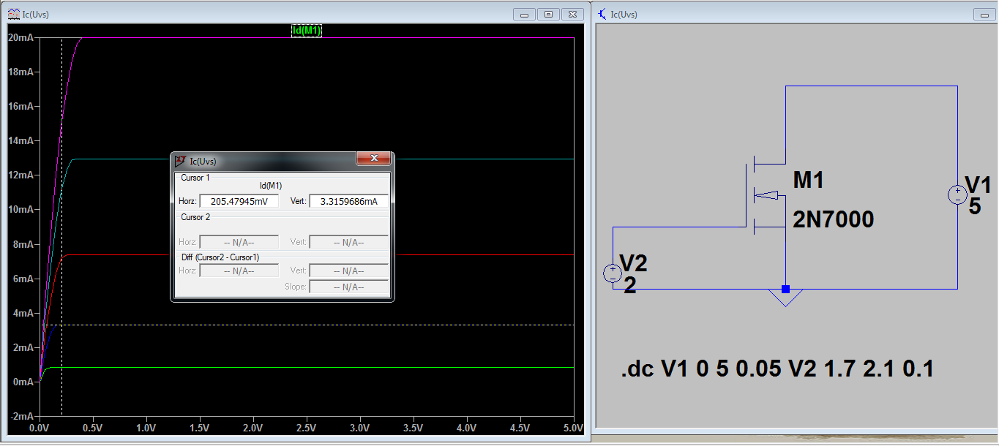 Ic(Uvs)
Id(M1)
20mA
18mA
16mA
14mA
12mA
10mA
8mA
6mA
4mA
2mA
0mA
-2mA
0.0V 0.5V 1.0V 1.5V 2.0V 2.5V 3.0V 3.5V 4.0V 4.5V 5.0V
Ic(Uvs)
Cursor 1
Id(M1)
Horz: 205.47945mV Vert: 3.3159686mA
Cursor 2
Horz: -- N/A-- Vert: -- N/A--
Diff (Cursor2 - Cursor1)
Horz: -- N/A-- Vert: -- N/A--
Slope: -- N/A--
Ic(Uvs)
M1
2N7000
V1
5
V2
2
.dc V1 0 5 0.05 V2 1.7 2.1 0.1